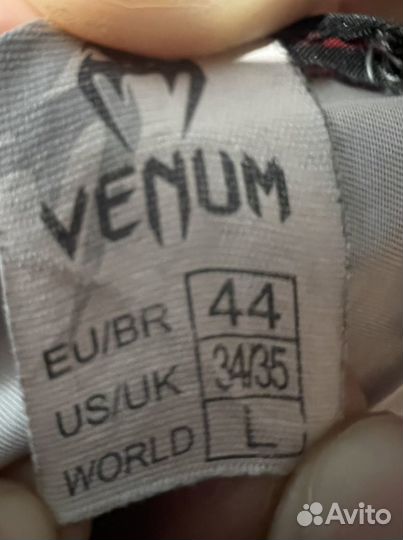 VENUM
EU/BR 44
US/UK 34/35
WORLD L
Avito